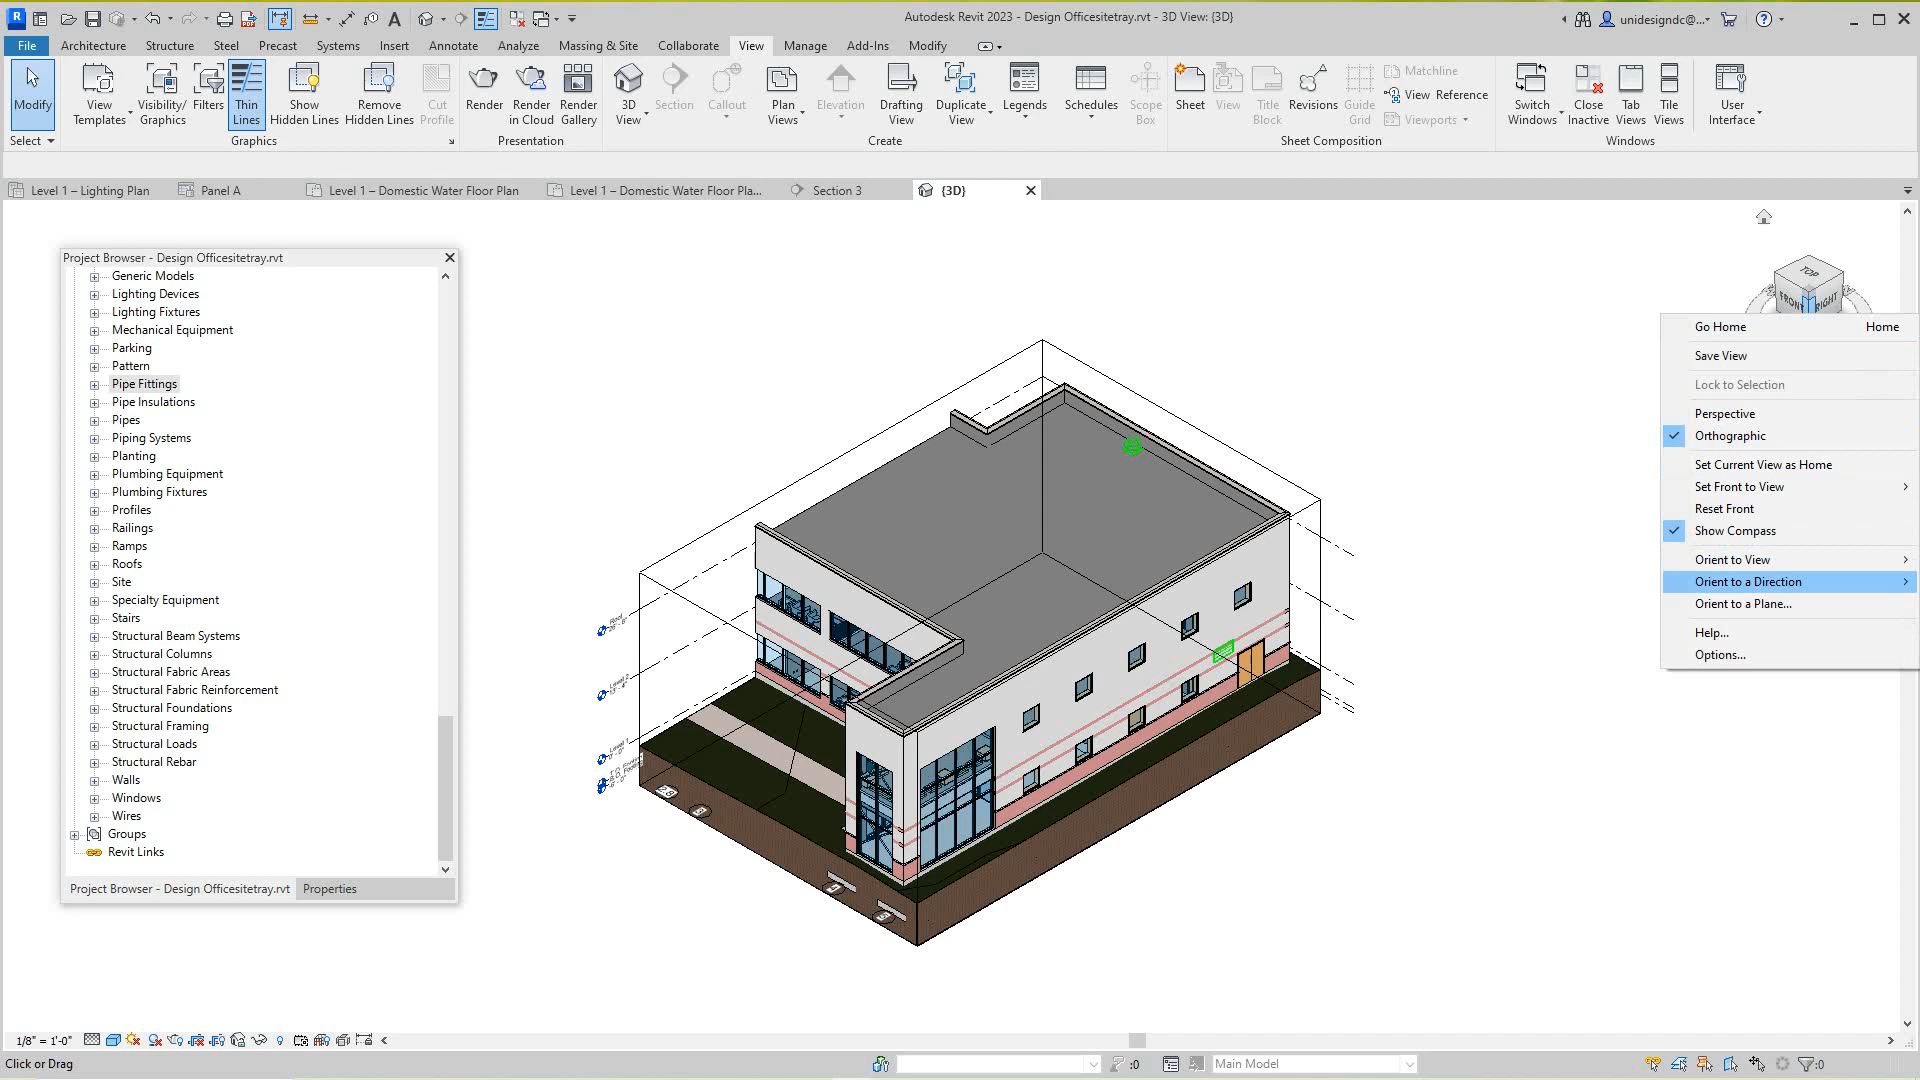 Autodesk Revit 2023 - Design Officesitetray.rvt - 3D View: {3D}
unidesigndc@...
File Architecture Structure Steel Precast Systems Insert Annotate Analyze Massing & Site Collaborate View Manage Add-Ins Modify
Modify
View Templates
Visibility/ Graphics
Filters
Thin Lines
Show Hidden Lines
Remove Hidden Lines
Cut Profile
Render
Render in Cloud
Render Gallery
3D View
Section
Callout
Plan Views
Elevation
Drafting View
Duplicate View
Legends
Schedules
Scope Box
Sheet
View
Title Block
Revisions
Guide Grid
Matchline
View Reference
Viewports
Switch Windows
Close Inactive
Tab Views
Tile Views
User Interface
Select Graphics Presentation Create Sheet Composition Windows
Level 1 – Lighting Plan Panel A Level 1 – Domestic Water Floor Plan Level 1 – Domestic Water Floor Pla... Section 3 {3D}
Project Browser - Design Officesitetray.rvt
Generic Models
Lighting Devices
Lighting Fixtures
Mechanical Equipment
Parking
Pattern
Pipe Fittings
Pipe Insulations
Pipes
Piping Systems
Planting
Plumbing Equipment
Plumbing Fixtures
Profiles
Railings
Ramps
Roofs
Site
Specialty Equipment
Stairs
Structural Beam Systems
Structural Columns
Structural Fabric Areas
Structural Fabric Reinforcement
Structural Foundations
Structural Framing
Structural Loads
Structural Rebar
Walls
Windows
Wires
Groups
Revit Links
Project Browser - Design Officesitetray.rvt Properties
TOP
FRONT RIGHT
Go Home Home
Save View
Lock to Selection
Perspective
Orthographic
Set Current View as Home
Set Front to View
Reset Front
Show Compass
Orient to View
Orient to a Direction
Orient to a Plane...
Help...
Options...
Roof
Level 2
Level 1
1/8" = 1'-0"
Click or Drag
:0
Main Model
:0